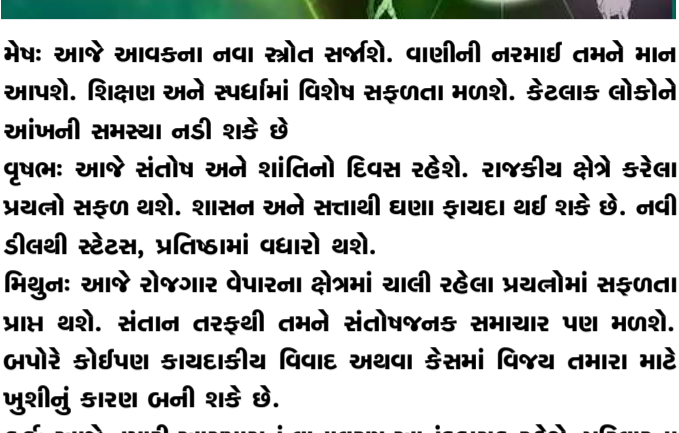 મેષઃ આજે આવકના નવા સ્ત્રોત સર્જાશે. વાણીની નરમાઈ તમને માન
આપશે. શિક્ષણ અને સ્પર્ધામાં વિશેષ સફળતા મળશે. કેટલાક લોકોને
આંખની સમસ્યા નડી શકે છે
વૃષભઃ આજે સંતોષ અને શાંતિનો દિવસ રહેશે. રાજકીય ક્ષેત્રે કરેલા
પ્રયત્નો સફળ થશે. શાસન અને સત્તાથી ઘણા ફાયદા થઈ શકે છે. નવી
ડીલથી સ્ટેટસ, પ્રતિષ્ઠામાં વધારો થશે.
મિથુનઃ આજે રોજગાર વેપારના ક્ષેત્રમાં ચાલી રહેલા પ્રયત્નોમાં સફળતા
પ્રાપ્ત થશે. સંતાન તરફથી તમને સંતોષજનક સમાચાર પણ મળશે.
બપોરે કોઈપણ કાયદાકીય વિવાદ અથવા કેસમાં વિજય તમારા માટે
ખુશીનું કારણ બની શકે છે.